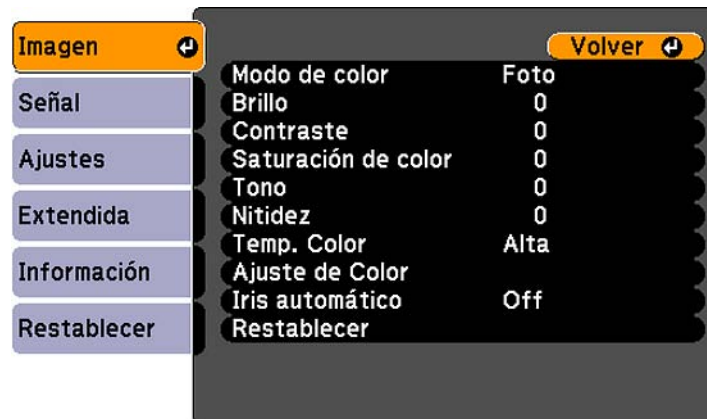 Imagen
Señal
Ajustes
Extendida
Información
Restablecer
Volver
Modo de color Foto
Brillo 0
Contraste 0
Saturación de color 0
Tono 0
Nitidez 0
Temp. Color Alta
Ajuste de Color
Iris automático Off
Restablecer